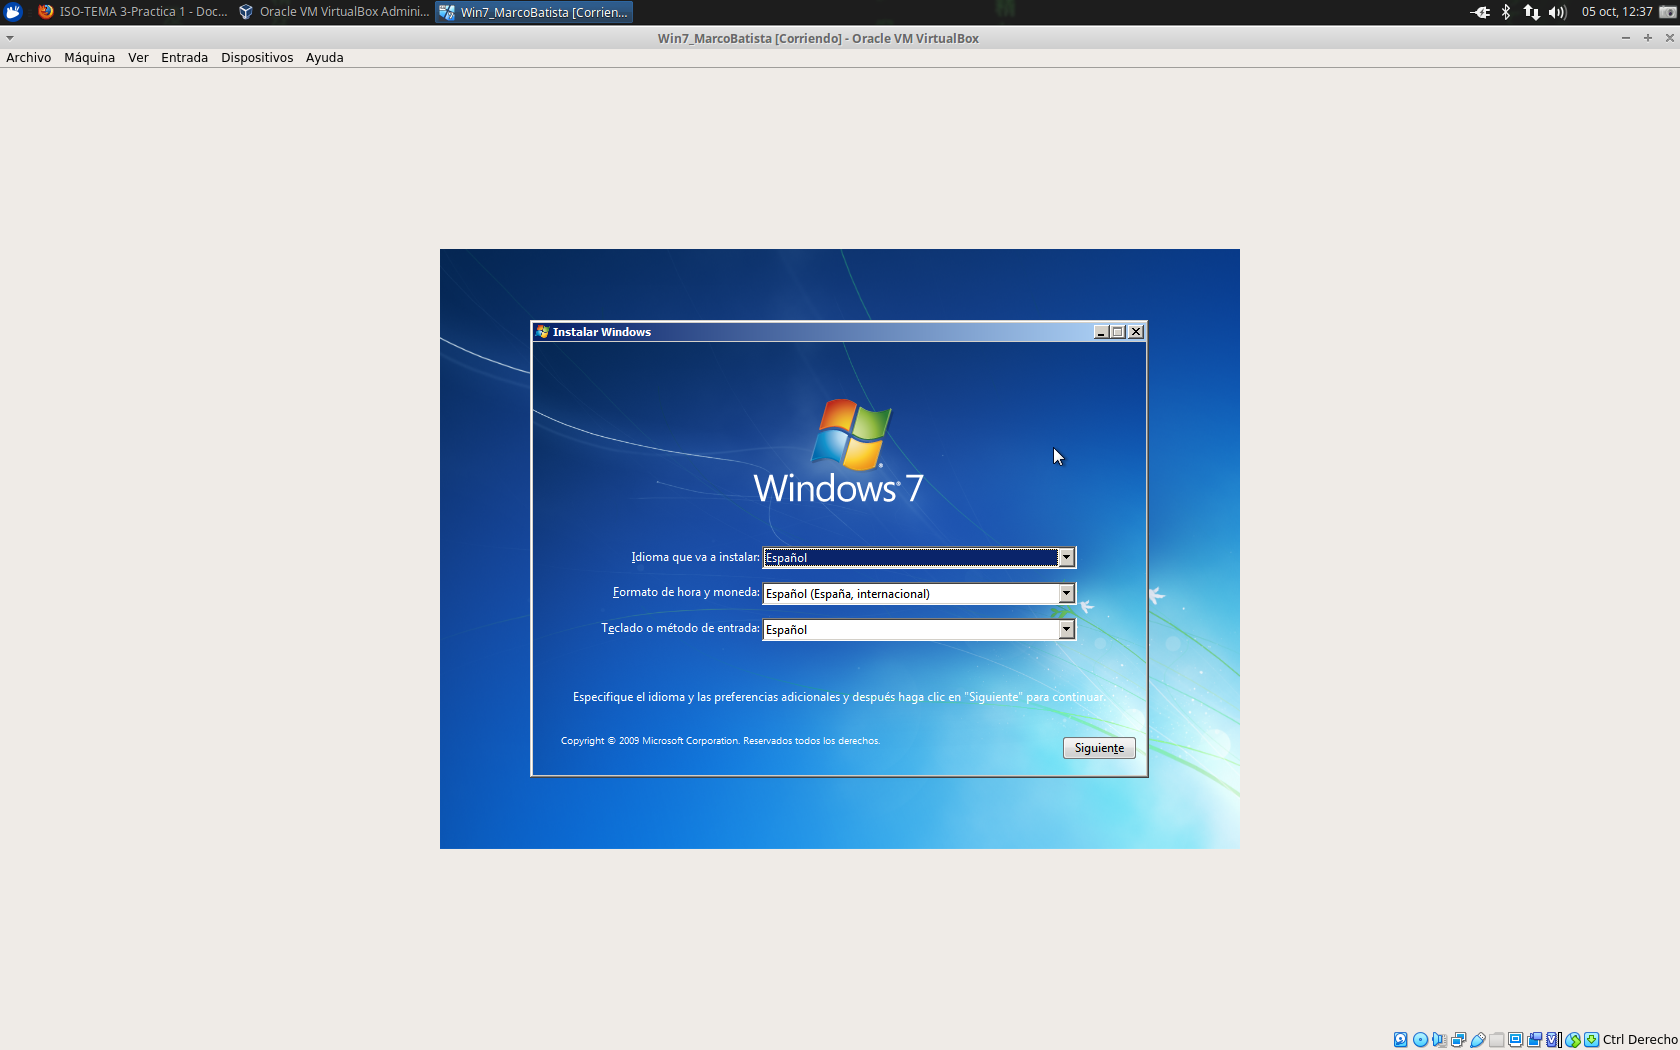 ISO-TEMA 3-Practica 1 - Doc...
Oracle VM VirtualBox Admini...
Win7_MarcoBatista [Corrien...
05 oct, 12:37
Win7_MarcoBatista [Corriendo] - Oracle VM VirtualBox
Archivo Máquina Ver Entrada Dispositivos Ayuda
Instalar Windows
Windows® 7
Idioma que va a instalar: Español
Formato de hora y moneda: Español (España, internacional)
Teclado o método de entrada: Español
Especifique el idioma y las preferencias adicionales y después haga clic en "Siguiente" para continuar.
Copyright © 2009 Microsoft Corporation. Reservados todos los derechos.
Siguiente
Ctrl Derecho